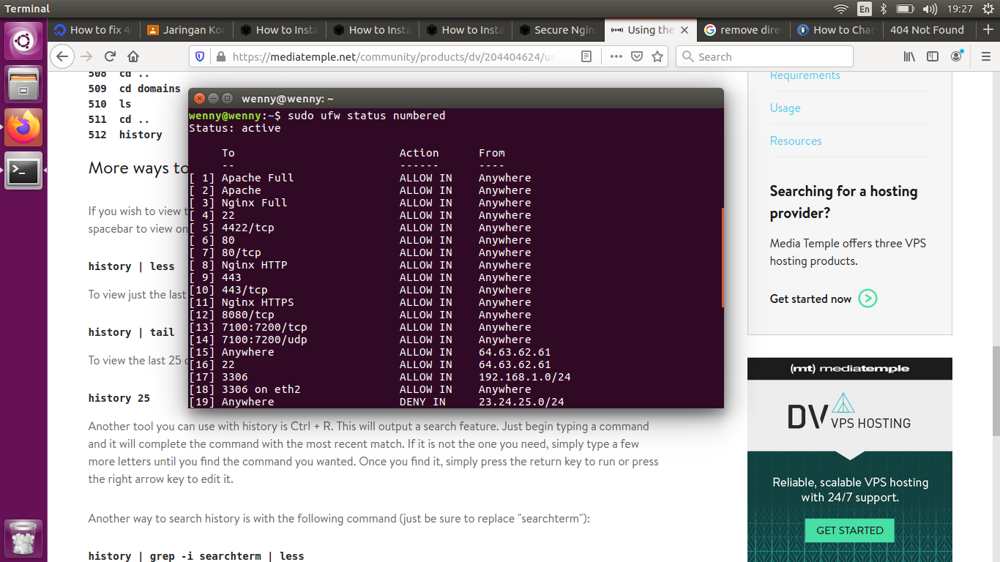 Terminal
En
19:27
How to fix 4
Jaringan Kor
How to Insta
How to Insta
How to Insta
Secure Ngin
(mt) Using the
remove dire
How to Chan
404 Not Found
https://mediatemple.net/community/products/dv/204404624/us
Search
508 cd ..
509 cd domains
510 ls
511 cd ..
512 history
More ways to
If you wish to view t
spacebar to view on
history | less
To view just the last
history | tail
To view the last 25 c
history 25
Another tool you can use with history is Ctrl + R. This will output a search feature. Just begin typing a command
and it will complete the command with the most recent match. If it is not the one you need, simply type a few
more letters until you find the command you wanted. Once you find it, simply press the return key to run or press
the right arrow key to edit it.
Another way to search history is with the following command (just be sure to replace "searchterm"):
history | grep -i searchterm | less
wenny@wenny: ~
wenny@wenny:~$ sudo ufw status numbered
Status: active
To Action From
-- ------ ----
[ 1] Apache Full ALLOW IN Anywhere
[ 2] Apache ALLOW IN Anywhere
[ 3] Nginx Full ALLOW IN Anywhere
[ 4] 22 ALLOW IN Anywhere
[ 5] 4422/tcp ALLOW IN Anywhere
[ 6] 80 ALLOW IN Anywhere
[ 7] 80/tcp ALLOW IN Anywhere
[ 8] Nginx HTTP ALLOW IN Anywhere
[ 9] 443 ALLOW IN Anywhere
[10] 443/tcp ALLOW IN Anywhere
[11] Nginx HTTPS ALLOW IN Anywhere
[12] 8080/tcp ALLOW IN Anywhere
[13] 7100:7200/tcp ALLOW IN Anywhere
[14] 7100:7200/udp ALLOW IN Anywhere
[15] Anywhere ALLOW IN 64.63.62.61
[16] 22 ALLOW IN 64.63.62.61
[17] 3306 ALLOW IN 192.168.1.0/24
[18] 3306 on eth2 ALLOW IN Anywhere
[19] Anywhere DENY IN 23.24.25.0/24
Requirements
Usage
Resources
Searching for a hosting
provider?
Media Temple offers three VPS
hosting products.
Get started now
(mt) mediatemple
DV VPS HOSTING
Reliable, scalable VPS hosting
with 24/7 support.
GET STARTED